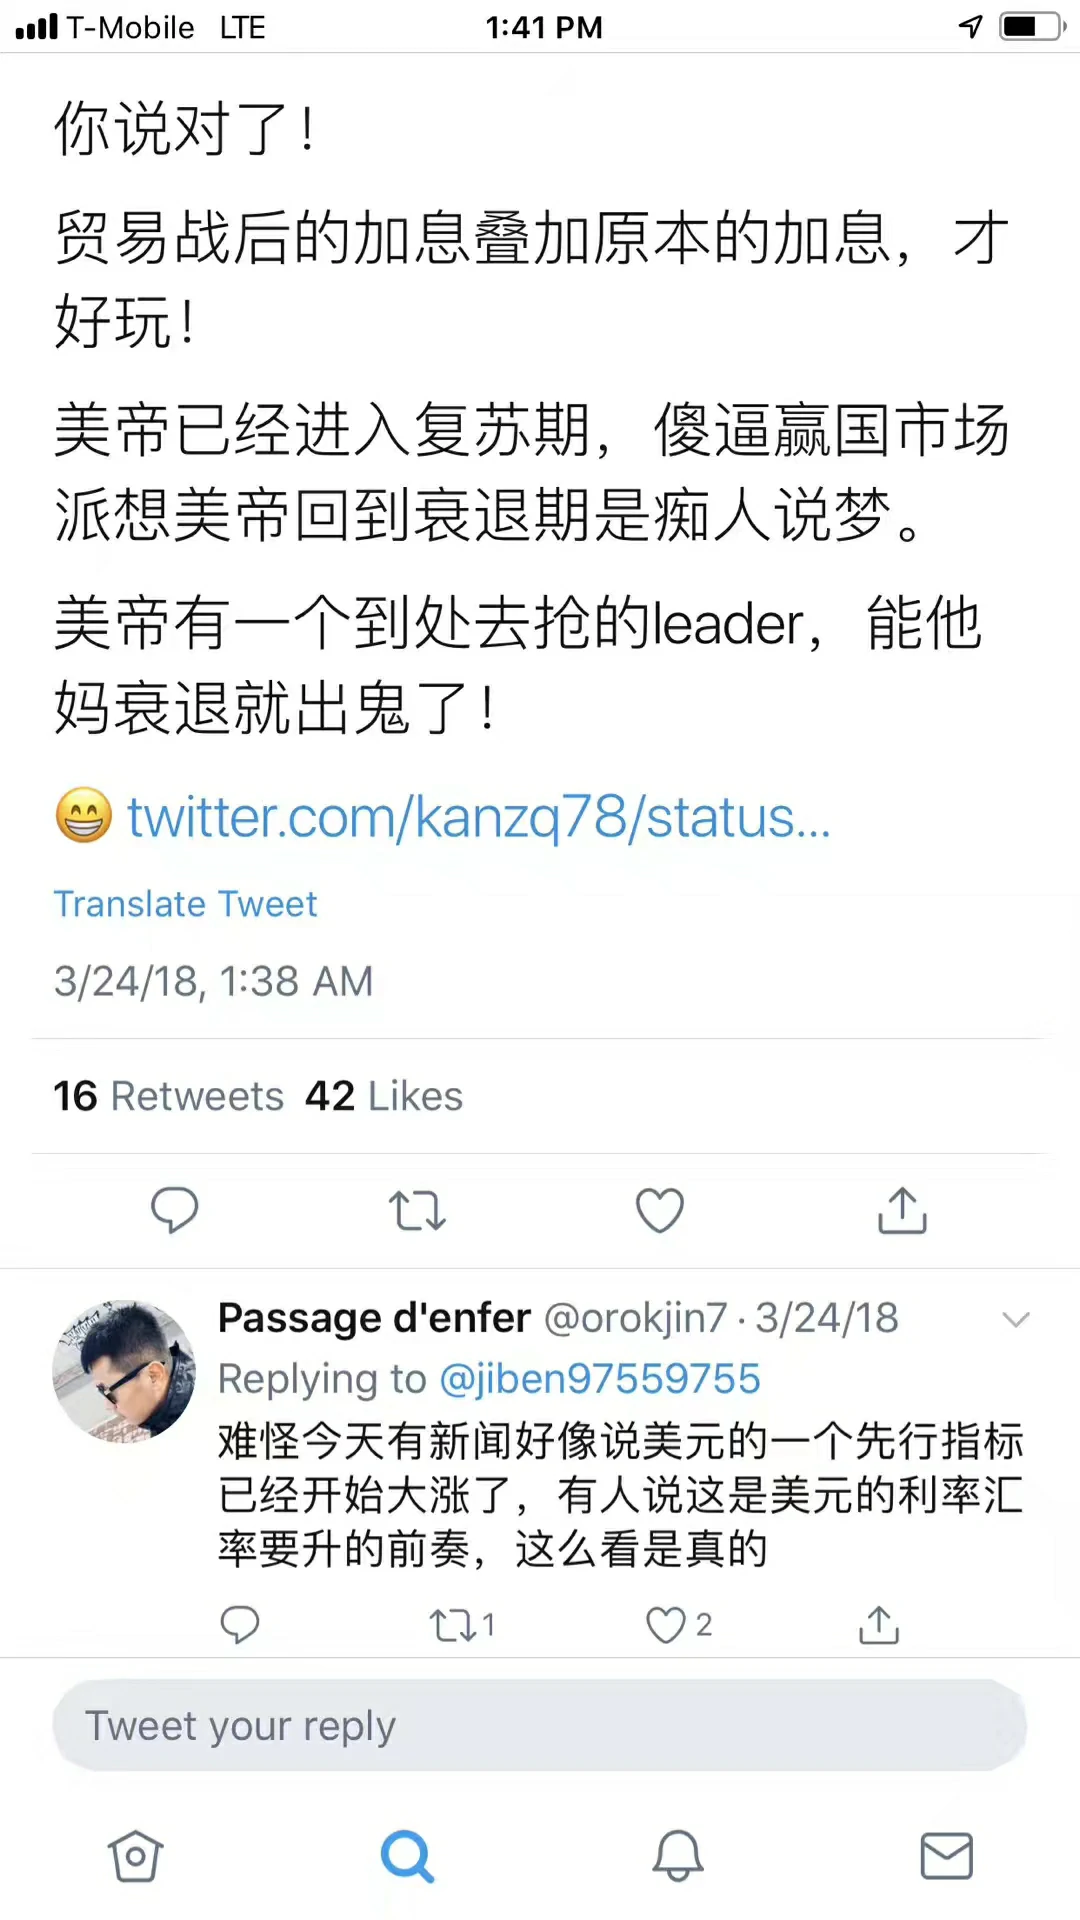 T-Mobile LTE 1:41 PM
你说对了！
贸易战后的加息叠加原本的加息，才
好玩！
美帝已经进入复苏期，傻逼赢国市场
派想美帝回到衰退期是痴人说梦。
美帝有一个到处去抢的leader，能他
妈衰退就出鬼了！
😁 twitter.com/kanzq78/status...
Translate Tweet
3/24/18, 1:38 AM
16 Retweets 42 Likes
Passage d'enfer @orokjin7 · 3/24/18
Replying to @jiben97559755
难怪今天有新闻好像说美元的一个先行指标
已经开始大涨了，有人说这是美元的利率汇
率要升的前奏，这么看是真的
1 2
Tweet your reply